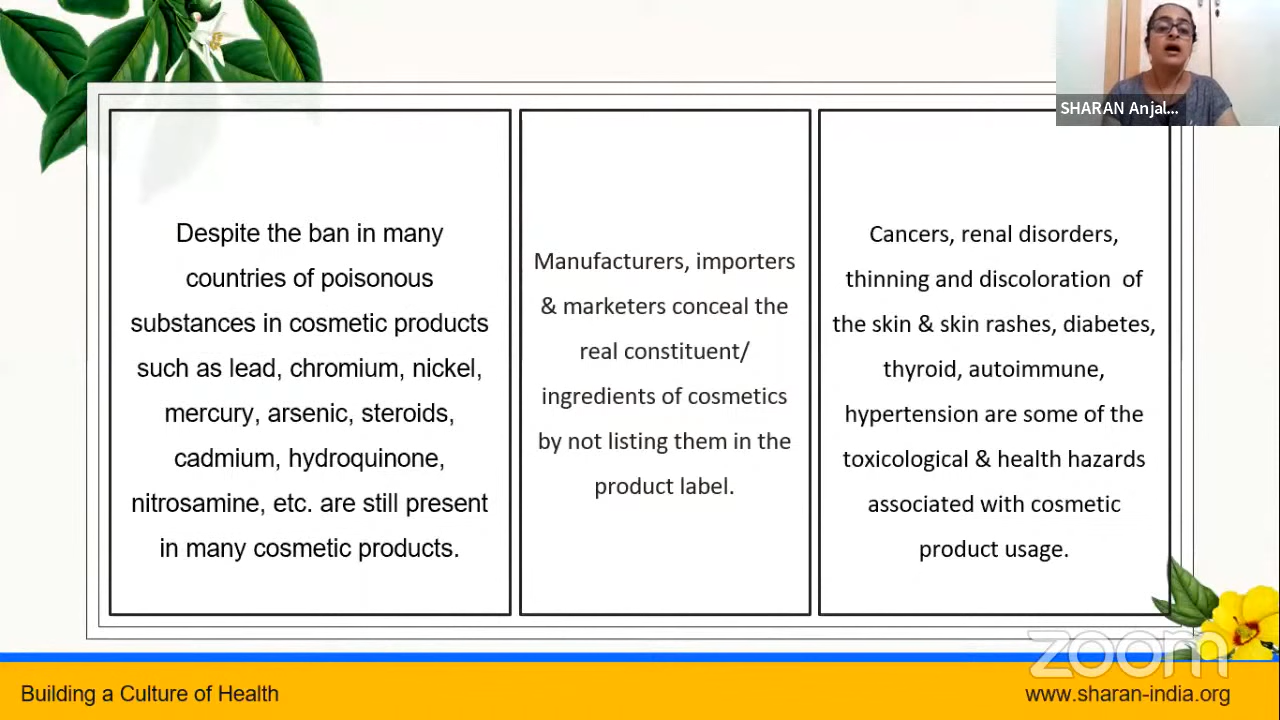 SHARAN Anjal...
Despite the ban in many
countries of poisonous
substances in cosmetic products
such as lead, chromium, nickel,
mercury, arsenic, steroids,
cadmium, hydroquinone,
nitrosamine, etc. are still present
in many cosmetic products.
Manufacturers, importers
& marketers conceal the
real constituent/
ingredients of cosmetics
by not listing them in the
product label.
Cancers, renal disorders,
thinning and discoloration of
the skin & skin rashes, diabetes,
thyroid, autoimmune,
hypertension are some of the
toxicological & health hazards
associated with cosmetic
product usage.
zoom
Building a Culture of Health
www.sharan-india.org